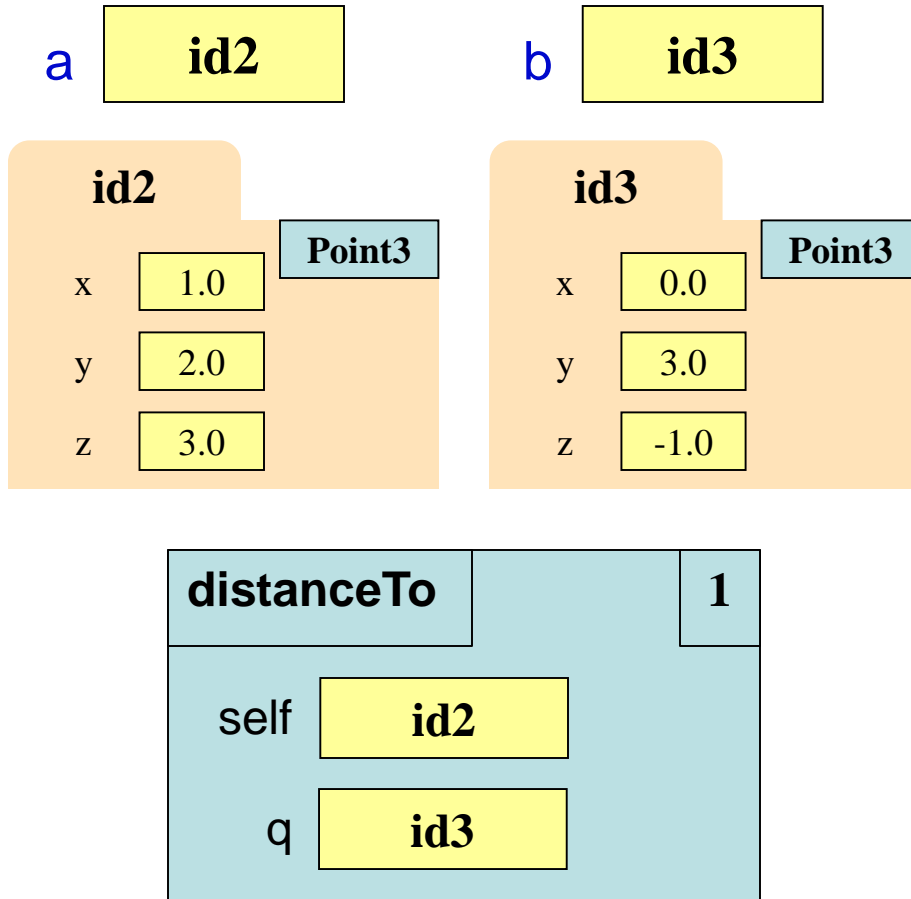 a id2 b id3
id2 id3
Point3 Point3
x 1.0 x 0.0
y 2.0 y 3.0
z 3.0 z -1.0
distanceTo 1
self id2
q id3